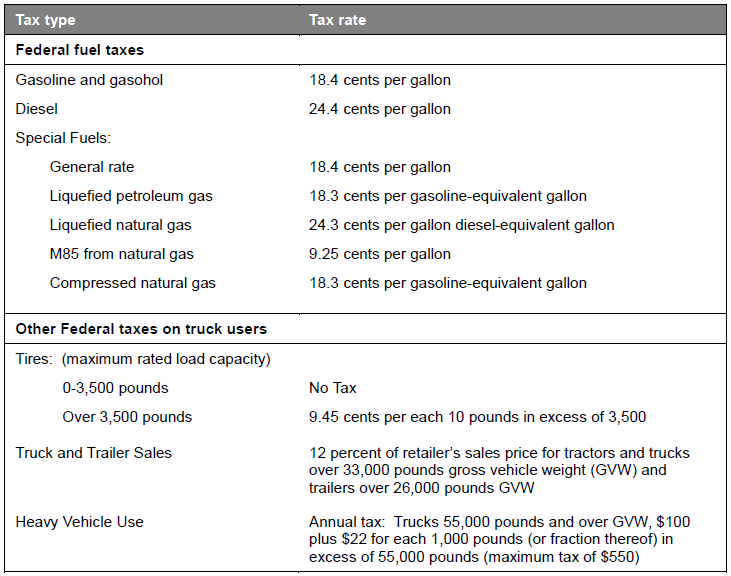 Tax type Tax rate
Federal fuel taxes
Gasoline and gasohol 18.4 cents per gallon
Diesel 24.4 cents per gallon
Special Fuels:
General rate 18.4 cents per gallon
Liquefied petroleum gas 18.3 cents per gasoline-equivalent gallon
Liquefied natural gas 24.3 cents per gallon diesel-equivalent gallon
M85 from natural gas 9.25 cents per gallon
Compressed natural gas 18.3 cents per gasoline-equivalent gallon
Other Federal taxes on truck users
Tires: (maximum rated load capacity)
0-3,500 pounds No Tax
Over 3,500 pounds 9.45 cents per each 10 pounds in excess of 3,500
Truck and Trailer Sales 12 percent of retailer's sales price for tractors and trucks
over 33,000 pounds gross vehicle weight (GVW) and
trailers over 26,000 pounds GVW
Heavy Vehicle Use Annual tax: Trucks 55,000 pounds and over GVW, $100
plus $22 for each 1,000 pounds (or fraction thereof) in
excess of 55,000 pounds (maximum tax of $550)